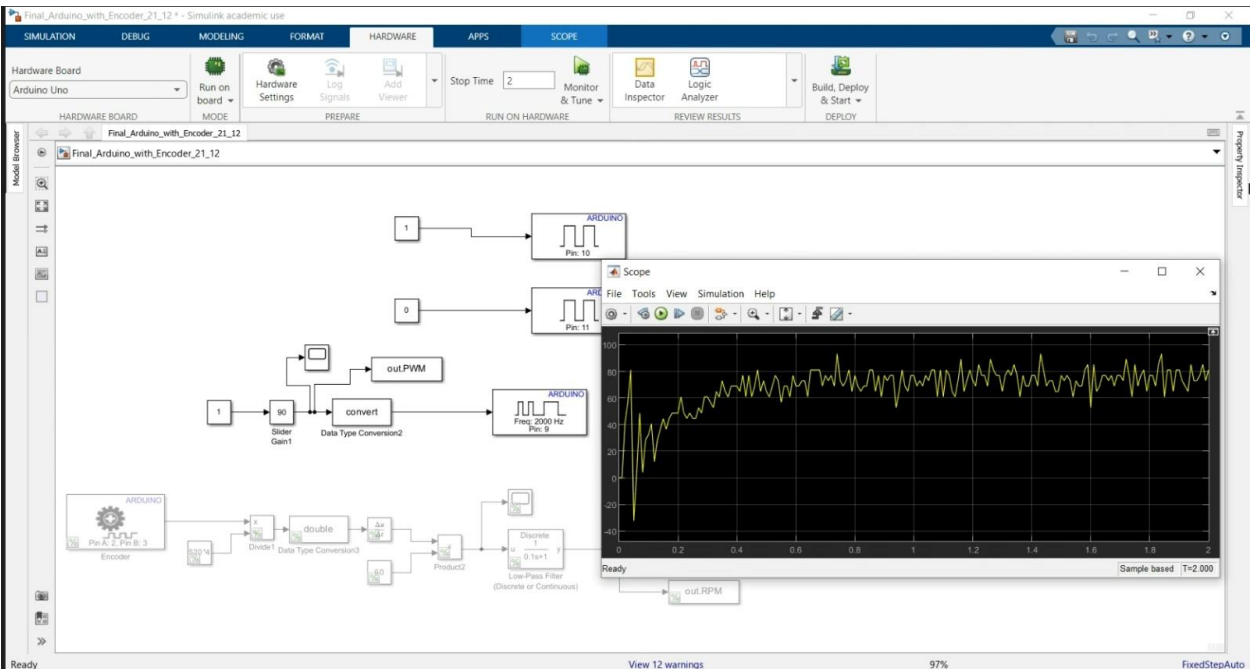 Final_Arduino_with_Encoder_21_12 * - Simulink academic use
SIMULATION DEBUG MODELING FORMAT HARDWARE APPS SCOPE
Hardware Board
Arduino Uno
Run on board
Hardware Settings
Log Signals
Add Viewer
Stop Time 2
Monitor & Tune
Data Inspector
Logic Analyzer
Build, Deploy & Start
HARDWARE BOARD MODE PREPARE RUN ON HARDWARE REVIEW RESULTS DEPLOY
Model Browser
Property Inspector
Final_Arduino_with_Encoder_21_12
Final_Arduino_with_Encoder_21_12
1
ARDUINO
Pin: 10
0
ARD
Pin: 11
out.PWM
1
90
Slider
Gain1
convert
Data Type Conversion2
ARDUINO
Freq: 2000 Hz
Pin: 9
ARDUINO
Pin A: 2, Pin B: 3
Encoder
x
Divide1
double
Data Type Conversion3
Δu
Δt
60
Product2
Discrete
1
u y
0.1s+1
Low-Pass Filter
(Discrete or Continuous)
out.RPM
Scope
File Tools View Simulation Help
100
80
60
40
20
0
-20
-40
0 0.2 0.4 0.6 0.8 1 1.2 1.4 1.6 1.8 2
Ready Sample based T=2.000
Ready View 12 warnings 97% FixedStepAuto